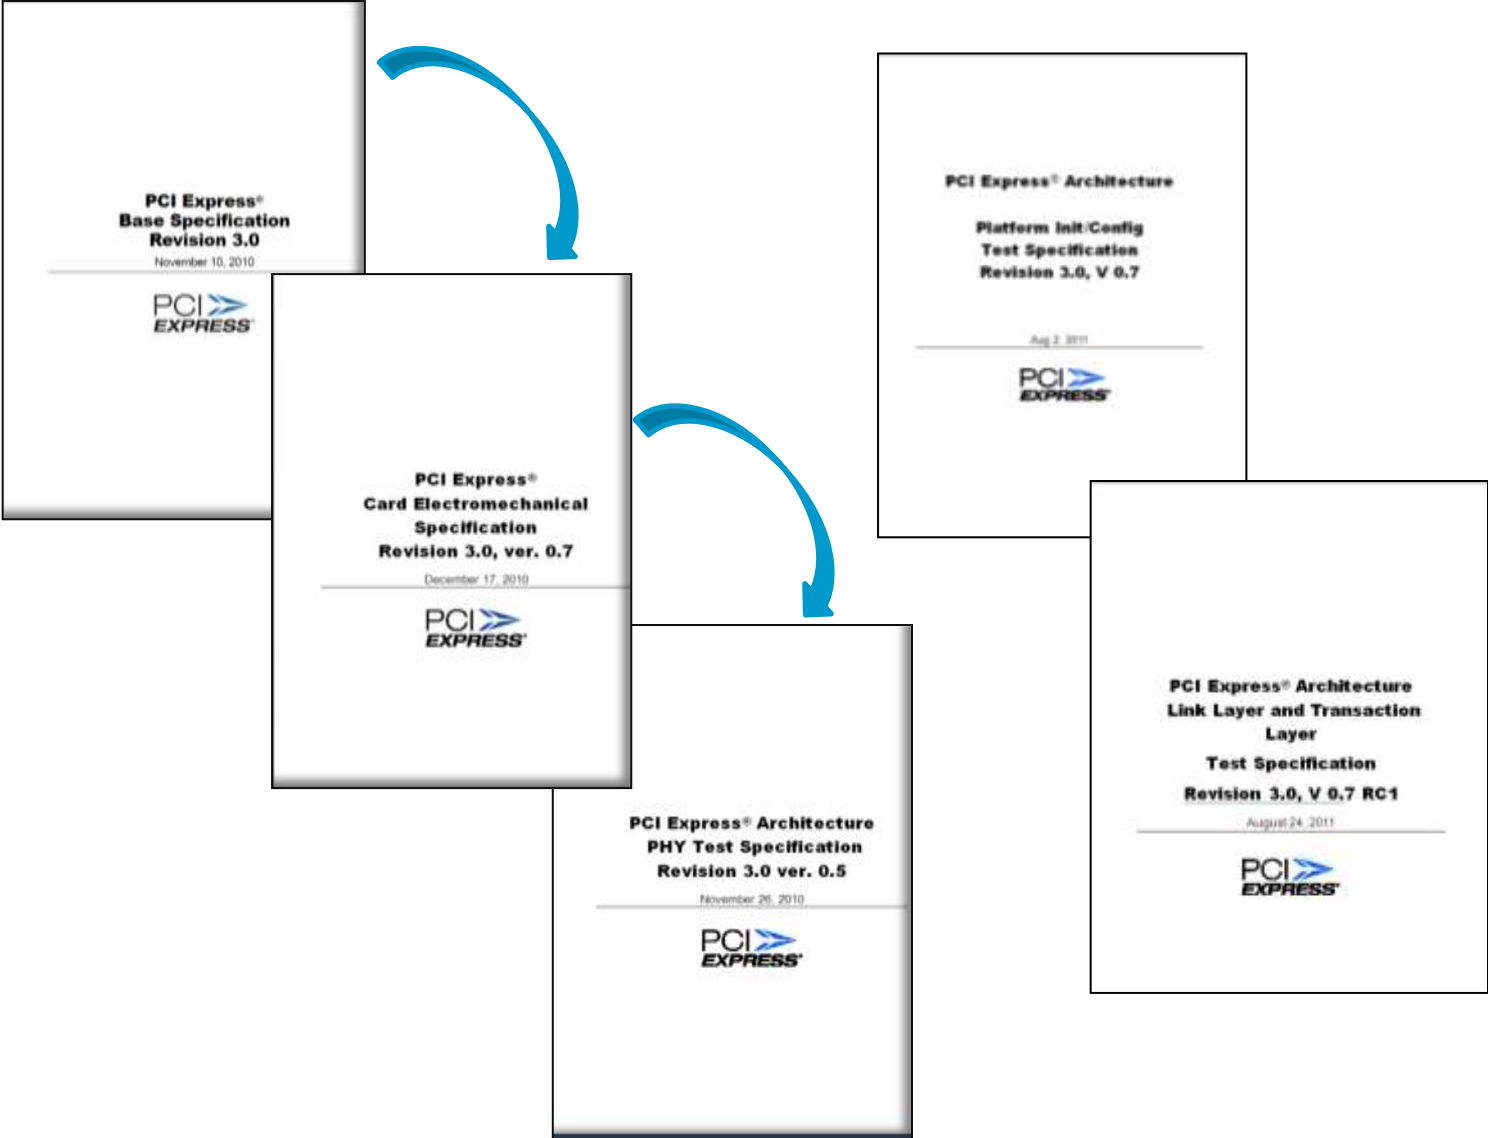 PCI Express®
Base Specification
Revision 3.0
November 10, 2010
PCI
EXPRESS®
PCI Express®
Card Electromechanical
Specification
Revision 3.0, ver. 0.7
December 17, 2010
PCI
EXPRESS®
PCI Express® Architecture
PHY Test Specification
Revision 3.0 ver. 0.5
November 26, 2010
PCI
EXPRESS®
PCI Express® Architecture
Platform Init/Config
Test Specification
Revision 3.0, V 0.7
Aug 2, 2011
PCI
EXPRESS®
PCI Express® Architecture
Link Layer and Transaction
Layer
Test Specification
Revision 3.0, V 0.7 RC1
August 24, 2011
PCI
EXPRESS®